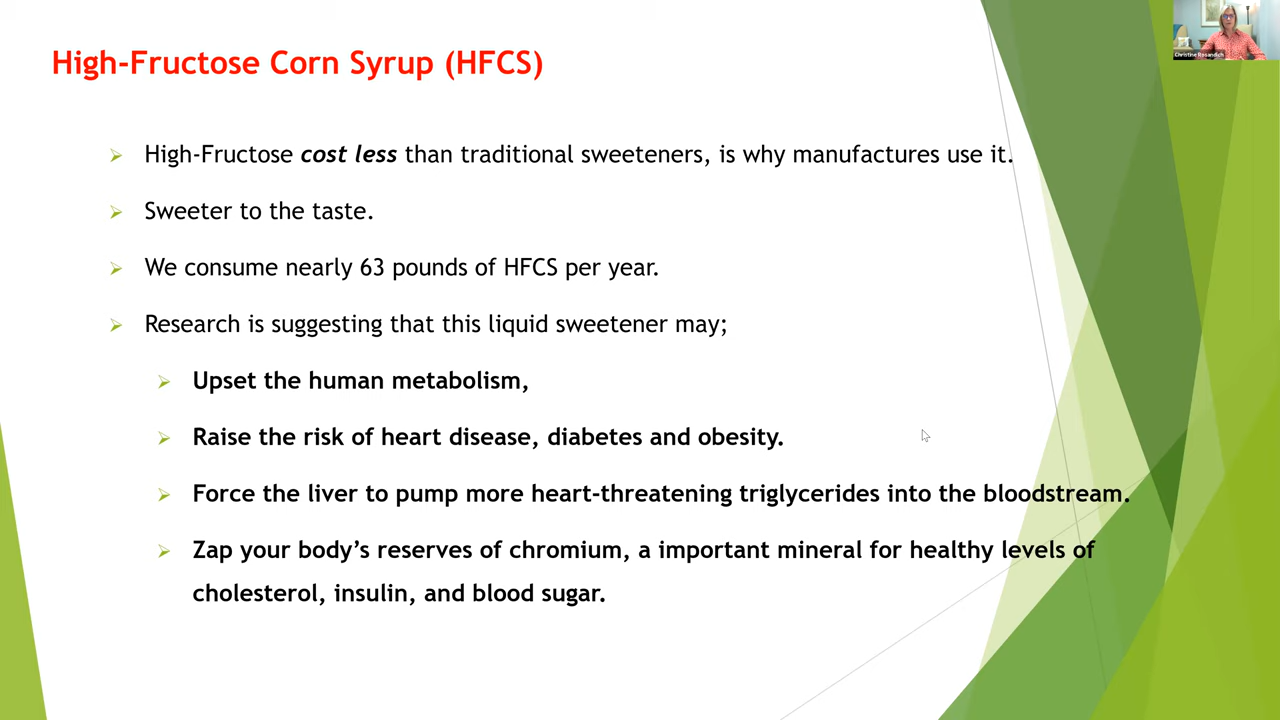 High-Fructose Corn Syrup (HFCS)
Christine Rosandich
High-Fructose cost less than traditional sweeteners, is why manufactures use it.
Sweeter to the taste.
We consume nearly 63 pounds of HFCS per year.
Research is suggesting that this liquid sweetener may;
Upset the human metabolism,
Raise the risk of heart disease, diabetes and obesity.
Force the liver to pump more heart-threatening triglycerides into the bloodstream.
Zap your body’s reserves of chromium, a important mineral for healthy levels of
cholesterol, insulin, and blood sugar.